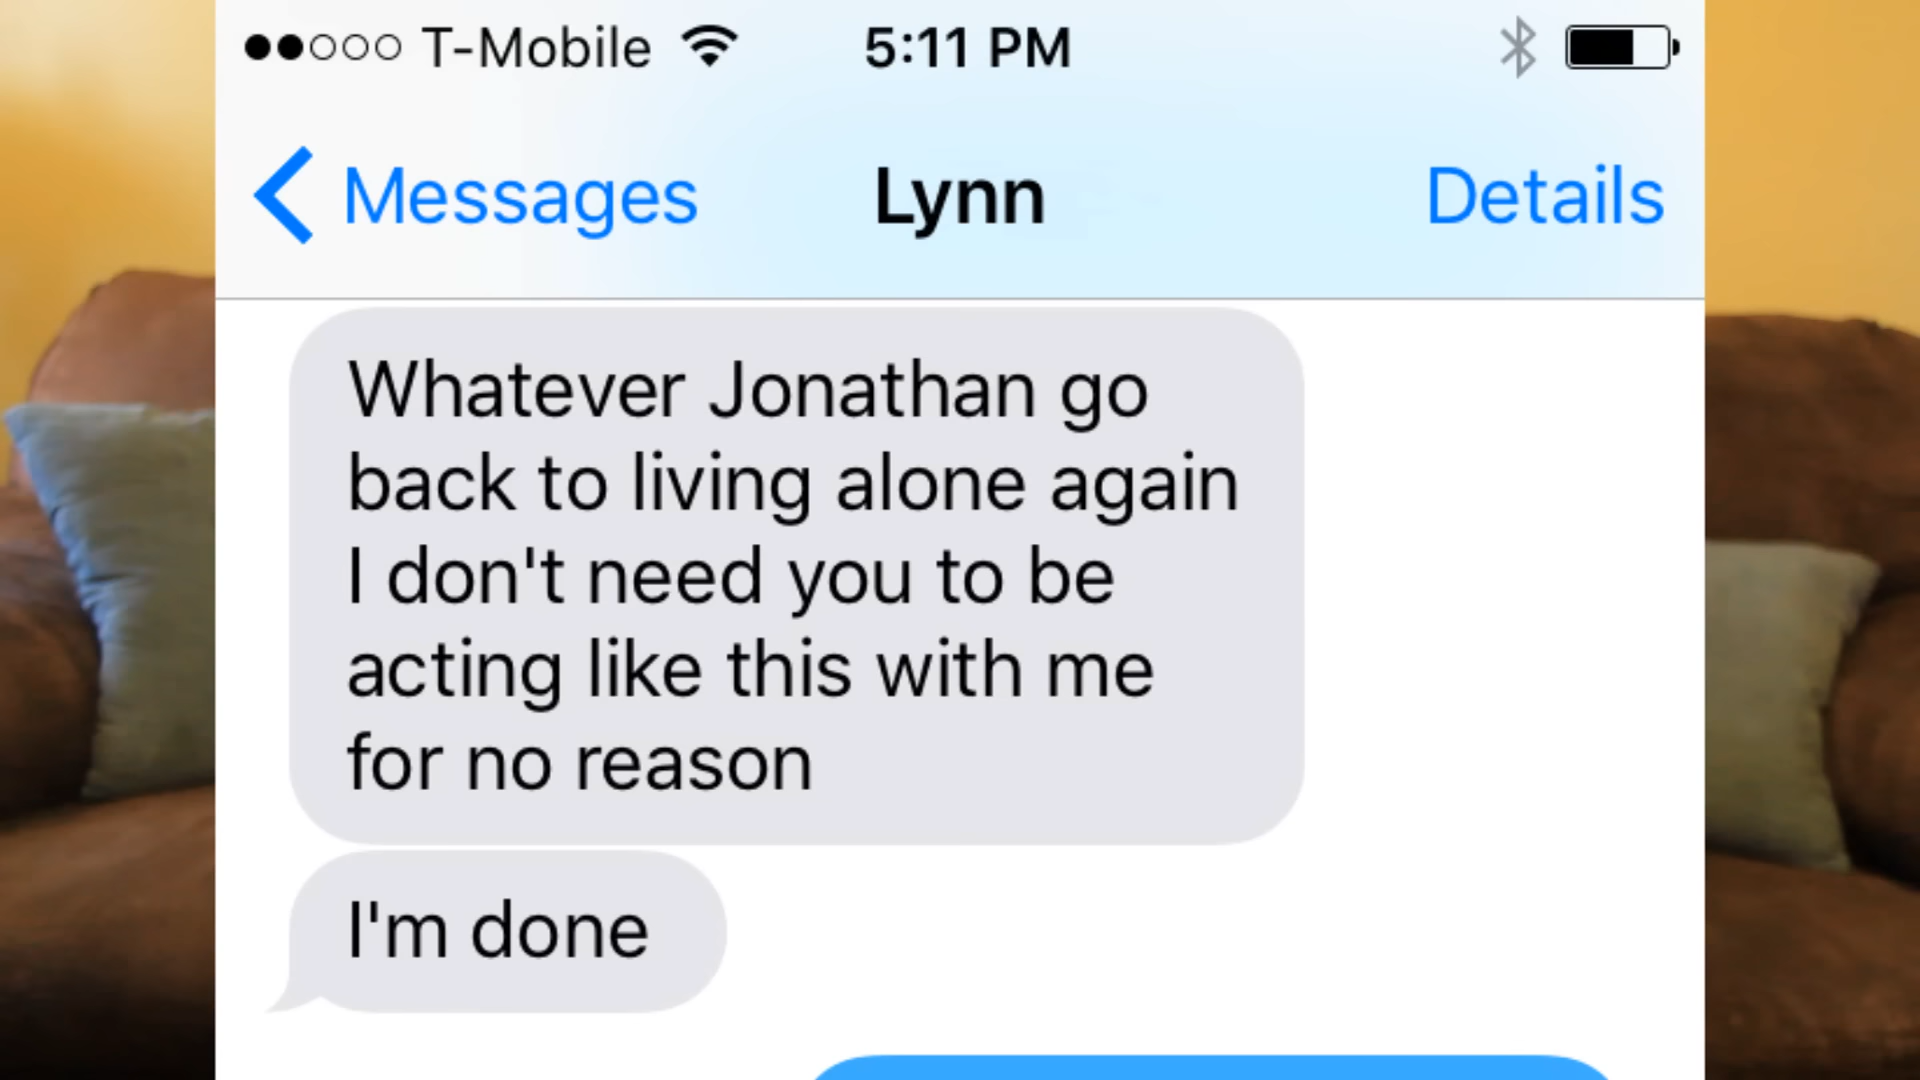 T-Mobile 5:11 PM
Messages Lynn Details
Whatever Jonathan go
back to living alone again
I don't need you to be
acting like this with me
for no reason
I'm done